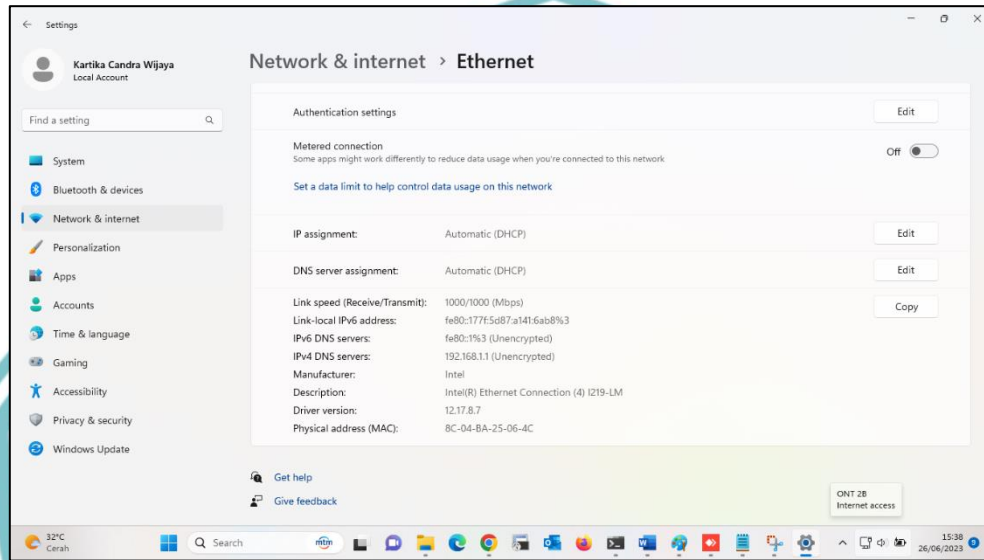 Settings
Kartika Candra Wijaya
Local Account
Find a setting
System
Bluetooth & devices
Network & internet
Personalization
Apps
Accounts
Time & language
Gaming
Accessibility
Privacy & security
Windows Update
Network & internet > Ethernet
Authentication settings Edit
Metered connection
Some apps might work differently to reduce data usage when you're connected to this network
Off
Set a data limit to help control data usage on this network
IP assignment: Automatic (DHCP) Edit
DNS server assignment: Automatic (DHCP) Edit
Link speed (Receive/Transmit): 1000/1000 (Mbps) Copy
Link-local IPv6 address: fe80::177f:5d87:a141:6ab8%3
IPv6 DNS servers: fe80::1%3 (Unencrypted)
IPv4 DNS servers: 192.168.1.1 (Unencrypted)
Manufacturer: Intel
Description: Intel(R) Ethernet Connection (4) I219-LM
Driver version: 12.17.8.7
Physical address (MAC): 8C-04-BA-25-06-4C
Get help
Give feedback
ONT 2B
Internet access
32°C
Cerah
Search
mtm
15:38
26/06/2023